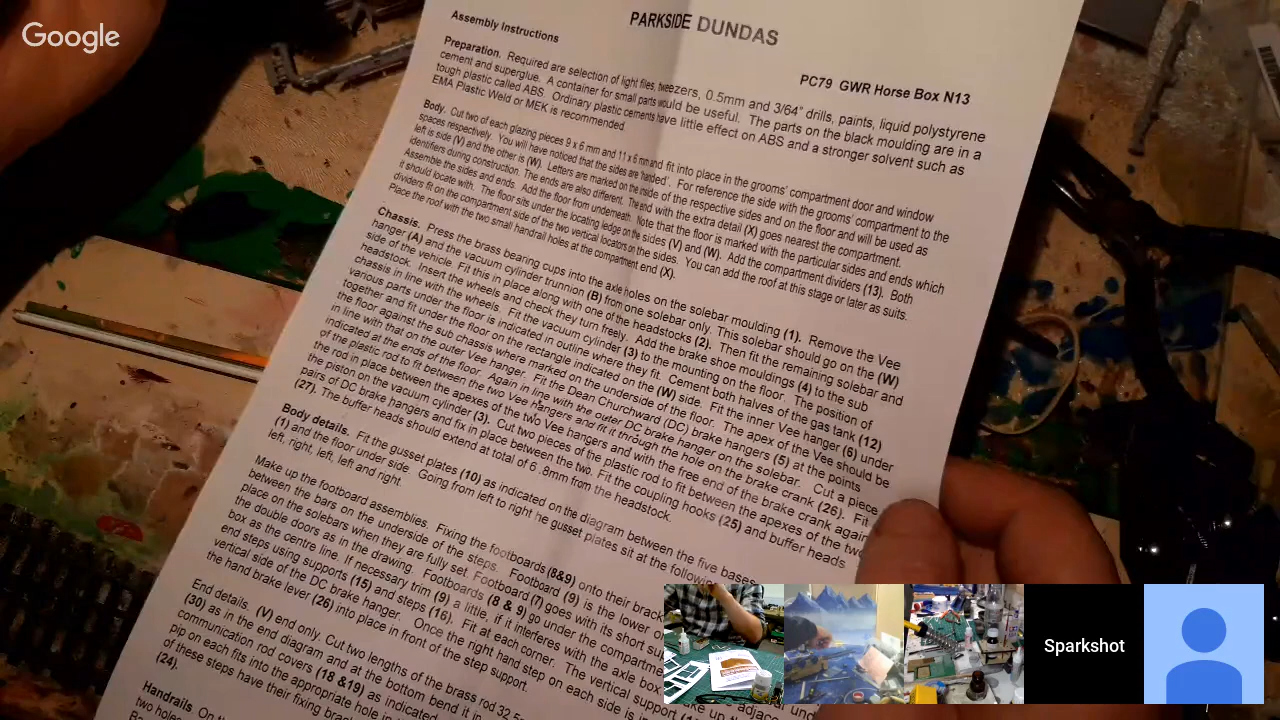 Google
PARKSIDE DUNDAS
Assembly Instructions
PC79 GWR Horse Box N13
Preparation. Required are selection of light files, tweezers, 0.5mm and 3/64" drills, paints, liquid polystyrene
cement and superglue. A container for small parts would be useful. The parts on the black moulding are in a
tough plastic called ABS. Ordinary plastic cements have little effect on ABS and a stronger solvent such as
EMA Plastic Weld or MEK is recommended
Body. Cut two of each glazing pieces 9 x 6 mm and 11 x 6 mm and fit into place in the grooms' compartment door and window
spaces respectively. You will have noticed that the sides are 'handed'. For reference the side with the grooms' compartment to the
left is side (V) and the other is (W). Letters are marked on the inside of the respective sides and on the floor and will be used as
identifiers during construction. The ends are also different. The end with the extra detail (X) goes nearest the compartment.
Assemble the sides and ends. Add the floor from underneath. Note that the floor is marked with the particular sides and ends which
it should locate with. The floor sits under the locating ledge on the sides (V) and (W). Add the compartment dividers (13). Both
dividers fit on the compartment side of the two vertical locators on the sides. You can add the roof at this stage or later as suits.
Place the roof with the two small handrail holes at the compartment end (X).
Chassis. Press the brass bearing cups into the axle holes on the solebar moulding (1). Remove the Vee
hanger (A) and the vacuum cylinder trunnion (B) from one solebar only. This solebar should go on the (W)
side of the vehicle. Fit this in place along with one of the headstocks (2). Then fit the remaining solebar and
headstock. Insert the wheels and check they turn freely. Add the brake shoe mouldings (4) to the sub
chassis in line with the wheels. Fit the vacuum cylinder (3) to the mounting on the floor. The position of
various parts under the floor is indicated in outline where they fit. Cement both halves of the gas tank (12)
together and fit under the floor on the rectangle indicated on the (W) side. Fit the inner Vee hanger (6) under
the floor against the sub chassis where marked on the underside of the floor. The apex of the Vee should be
in line with that on the outer Vee hanger. Fit the Dean Churchward (DC) brake hangers (5) at the points
indicated at the ends of the floor. Again in line with the outer DC brake hanger on the solebar. Cut a piece
of the plastic rod to fit between the two Vee hangers and fit it through the hole on the brake crank (26). Fit
the rod in place between the apexes of the two Vee hangers and with the free end of the brake crank again
the piston on the vacuum cylinder (3). Cut two pieces of the plastic rod to fit between the apexes of the two
pairs of DC brake hangers and fix in place between the two. Fit the coupling hooks (25) and buffer heads
(27). The buffer heads should extend at total of 6.8mm from the headstock.
Body details. Fit the gusset plates (10) as indicated on the diagram between the five bases
(1) and the floor under side. Going from left to right he gusset plates sit at the followin
left, right, left, left and right.
Make up the footboard assemblies. Fixing the footboards (8&9) onto their brack
between the bars on the underside of the steps. Footboard (9) is the lower o
place on the solebars when they are fully set. Footboard (7) goes with its short su
the double doors as in the drawing. Footboards (8 & 9) go under the compartme
box as the centre line. If necessary trim (9) a little, if it interferes with the axle box
end steps using supports (15) and steps (16). Fit at each corner. The vertical support
vertical side of the DC brake hanger. Once the right hand step on each side is in
the hand brake lever (26) into place in front of the step support.
End details. (V) end only. Cut two lengths of the brass rod 32.5
(30) as in the end diagram and at the bottom bend it in
communication rod covers (18 &19) as indicated
pip on each fits into the appropriate hole in
of these steps have their fixing brac
(24).
Handrails On th
two holes
Sparkshot